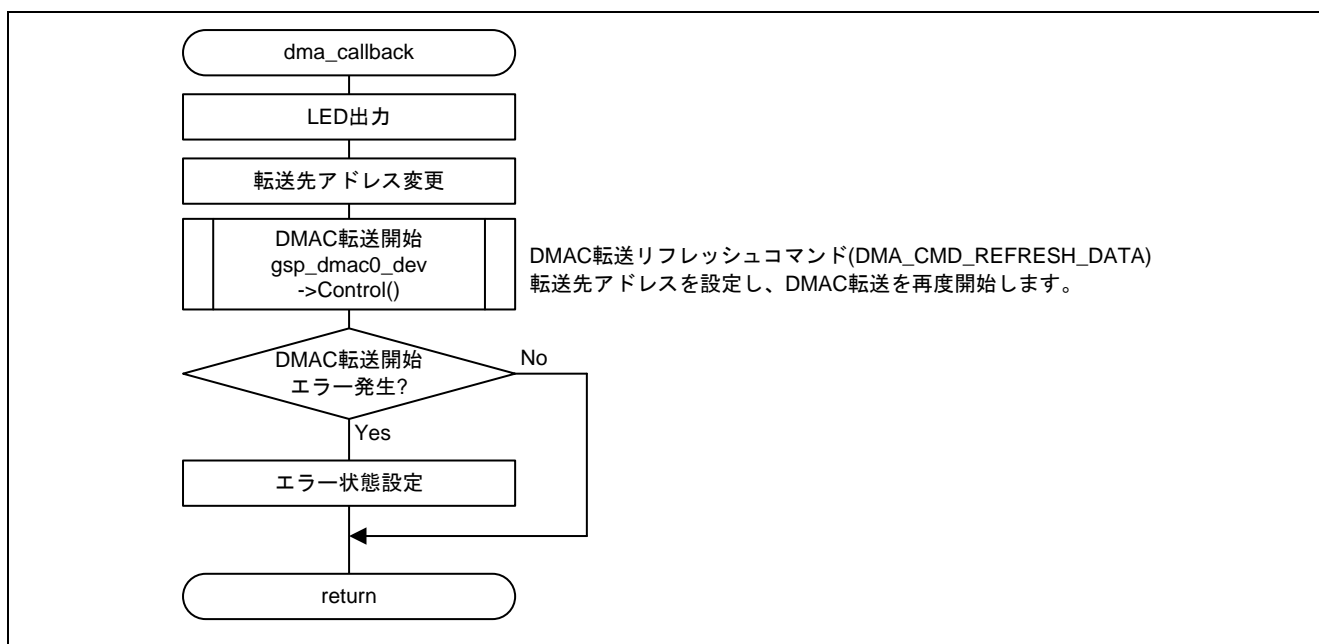 dma_callback
LED出力
転送先アドレス変更
DMAC転送開始
gsp_dmac0_dev
->Control()
DMAC転送リフレッシュコマンド(DMA_CMD_REFRESH_DATA)
転送先アドレスを設定し、DMAC転送を再度開始します。
DMAC転送開始
エラー発生?
No
Yes
エラー状態設定
return